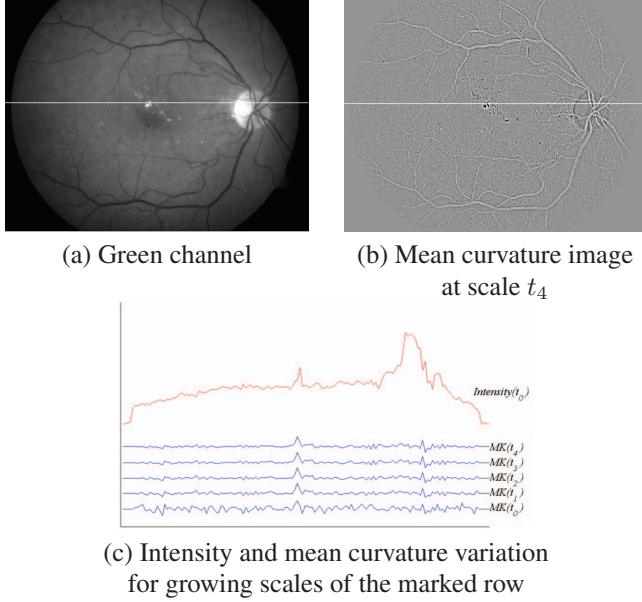 (a) Green channel
(b) Mean curvature image
at scale t₄
Intensity(t₀)
MK(t₄)
MK(t₃)
MK(t₂)
MK(t₁)
MK(t₀)
(c) Intensity and mean curvature variation
for growing scales of the marked row